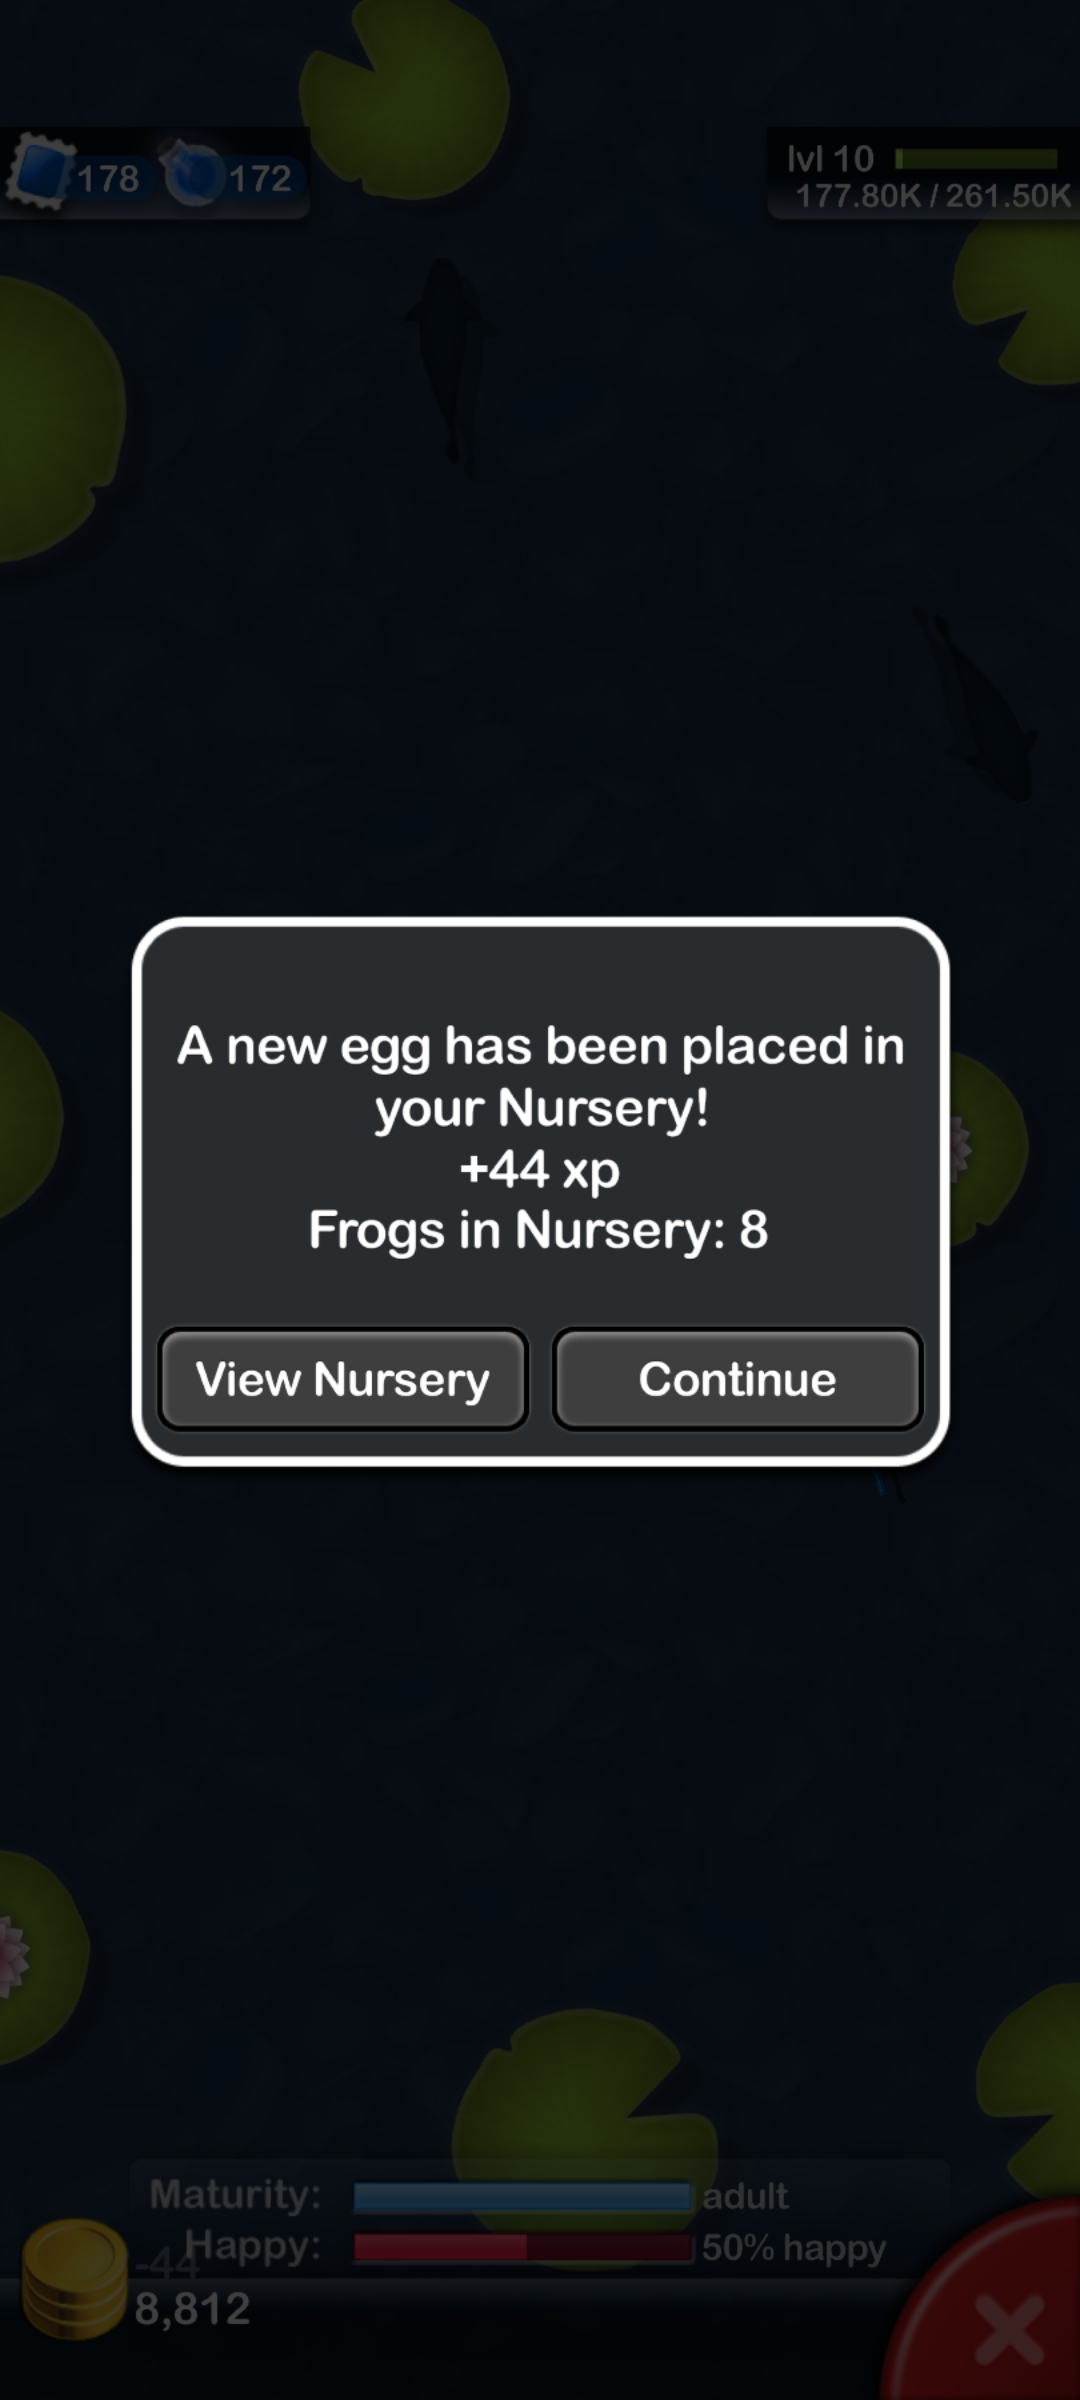 178 172
lvl 10
177.80K / 261.50K
A new egg has been placed in
your Nursery!
+44 xp
Frogs in Nursery: 8
View Nursery Continue
Maturity: adult
Happy: 50% happy
-44
8,812